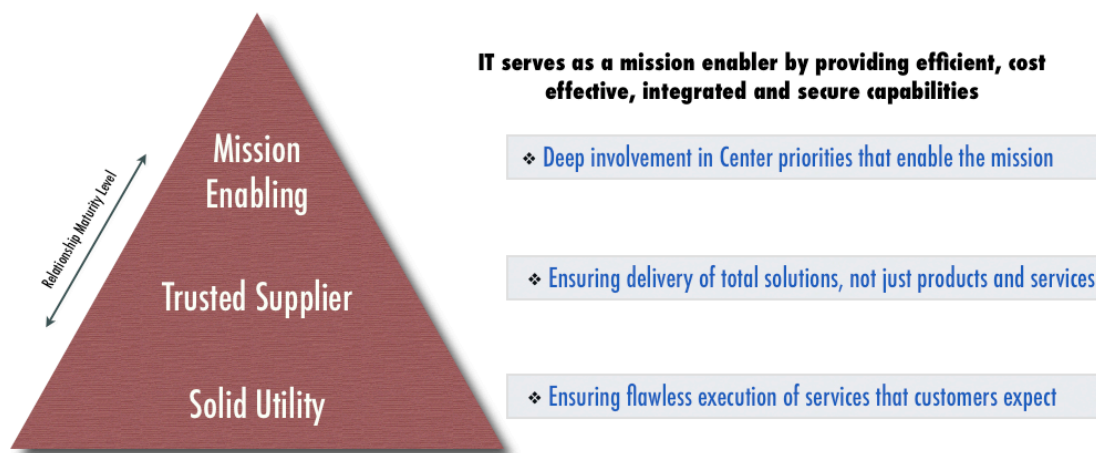 IT serves as a mission enabler by providing efficient, cost
effective, integrated and secure capabilities
Relationship Maturity Level
Mission
Enabling
❖ Deep involvement in Center priorities that enable the mission
Trusted Supplier
❖ Ensuring delivery of total solutions, not just products and services
Solid Utility
❖ Ensuring flawless execution of services that customers expect